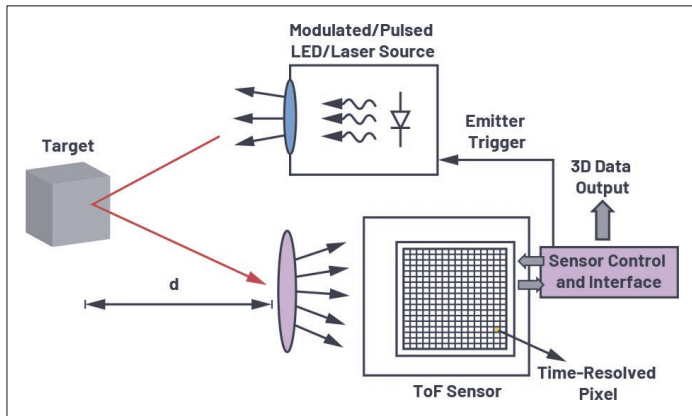 Modulated/Pulsed
LED/Laser Source
Target
Emitter
Trigger
3D Data
Output
Sensor Control
and Interface
d
Time-Resolved
Pixel
ToF Sensor